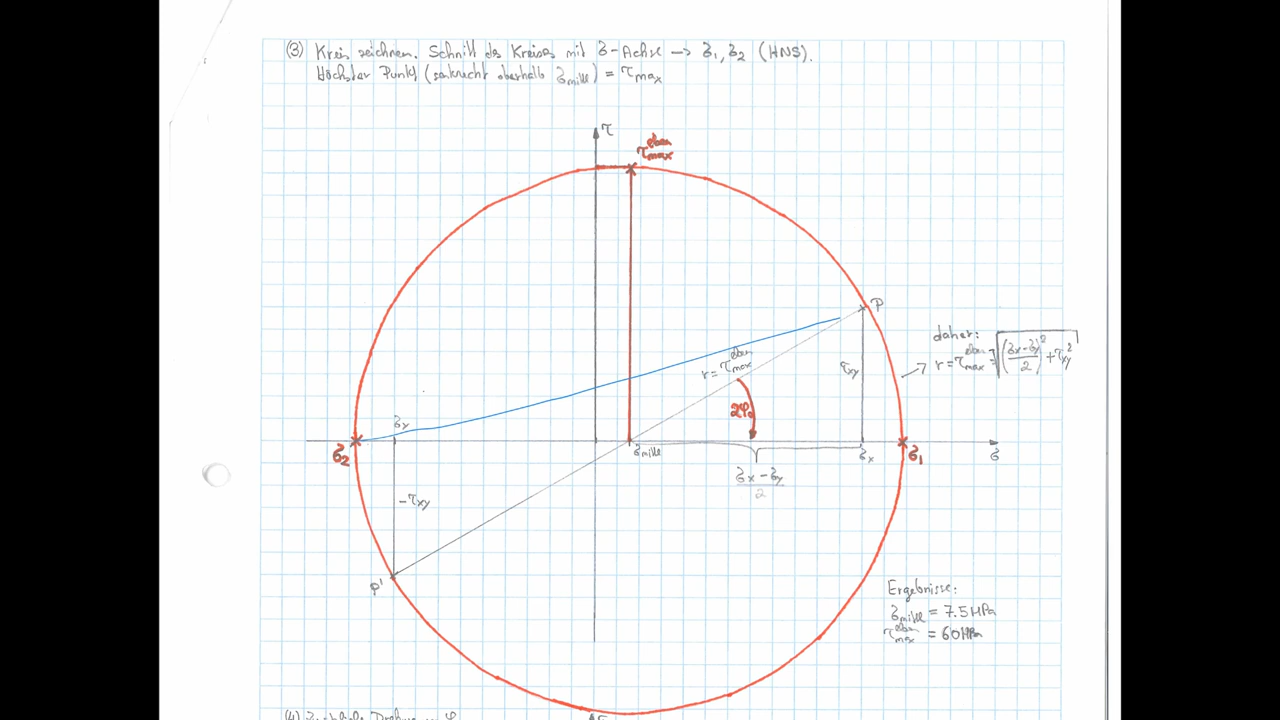 (3) Kreis zeichnen. Schnitt des Kreises mit σ-Achse → σ₁, σ₂ (HNS).
Höchster Punkt (senkrecht oberhalb σmitte) = τmax
τ
τmax^eben
P
daher:
r = τmax^eben = √((σx-σy)/2)² + τxy²
r = τmax^eben
τxy
2φ
σy
σ₂
σmitte
σx
σ₁
σ
(σx - σy)/2
-τxy
P'
Ergebnisse:
σmitte = 7.5 MPa
τmax^eben = 60 MPa